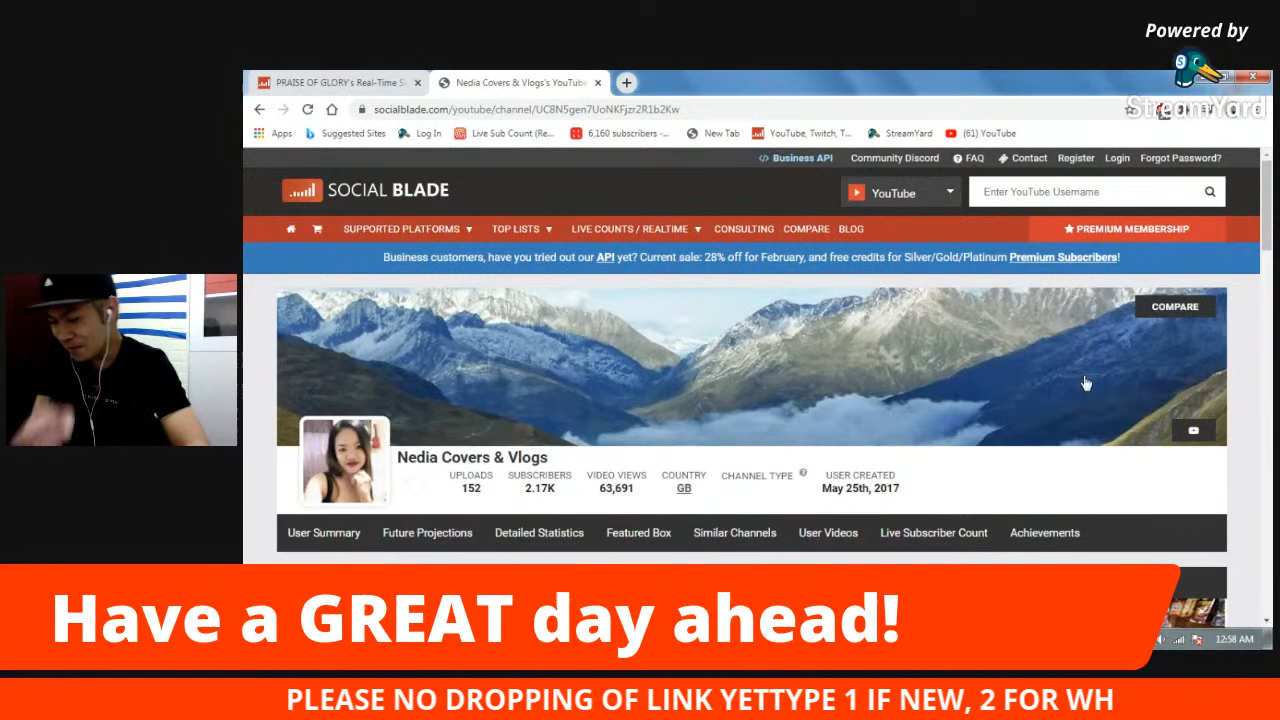 Powered by
StreamYard
PRAISE OF GLORY's Real-Time S
Nedia Covers & Vlogs's YouTube
socialblade.com/youtube/channel/UC8N5gen7UoNKFjzr2R1b2Kw
Apps
Suggested Sites
Log In
Live Sub Count (Re...
6,160 subscribers -...
New Tab
YouTube, Twitch, T...
StreamYard
(61) YouTube
</> Business API
Community Discord
FAQ
Contact
Register
Login
Forgot Password?
SOCIAL BLADE
YouTube
Enter YouTube Username
SUPPORTED PLATFORMS
TOP LISTS
LIVE COUNTS / REALTIME
CONSULTING
COMPARE
BLOG
PREMIUM MEMBERSHIP
Business customers, have you tried out our API yet? Current sale: 28% off for February, and free credits for Silver/Gold/Platinum Premium Subscribers!
COMPARE
Nedia Covers & Vlogs
UPLOADS
152
SUBSCRIBERS
2.17K
VIDEO VIEWS
63,691
COUNTRY
GB
CHANNEL TYPE
USER CREATED
May 25th, 2017
User Summary
Future Projections
Detailed Statistics
Featured Box
Similar Channels
User Videos
Live Subscriber Count
Achievements
Have a GREAT day ahead!
12:58 AM
PLEASE NO DROPPING OF LINK YETTYPE 1 IF NEW, 2 FOR WH